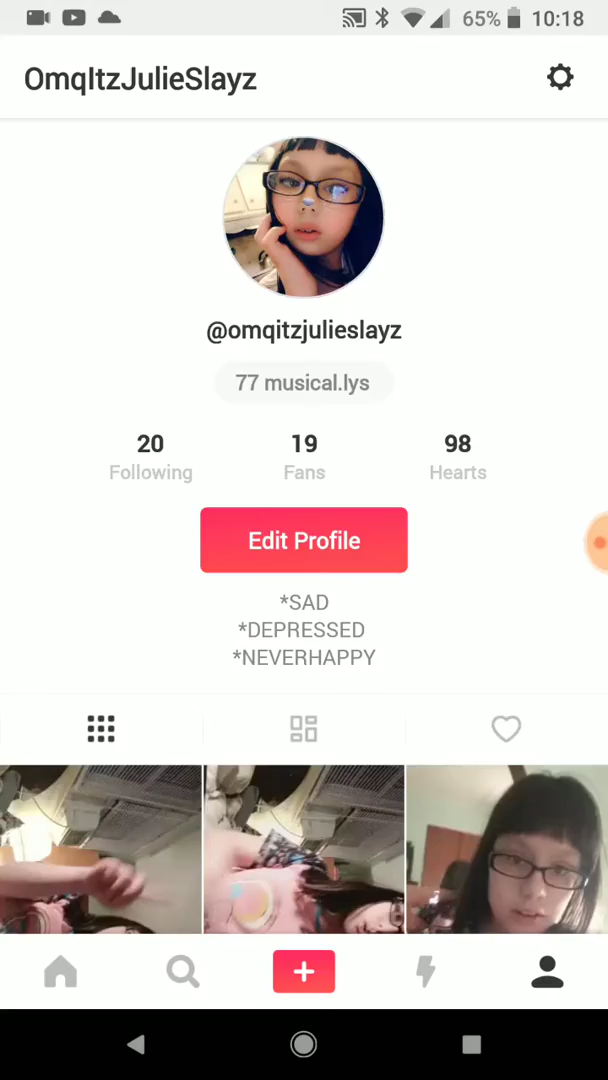 65% 10:18
OmqItzJulieSlayz
@omqitzjulieslayz
77 musical.lys
20 19 98
Following Fans Hearts
Edit Profile
*SAD
*DEPRESSED
*NEVERHAPPY